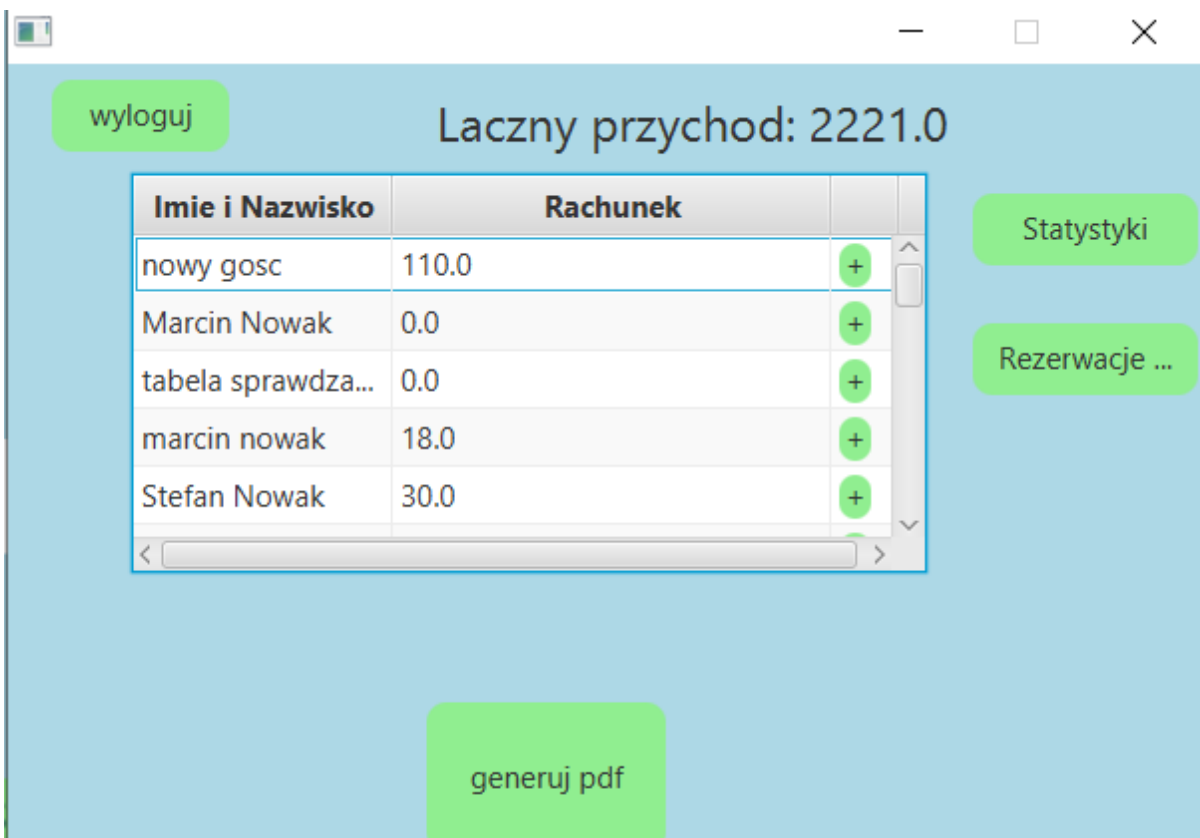 wyloguj
Laczny przychod: 2221.0
Imie i Nazwisko Rachunek
nowy gosc 110.0 +
Marcin Nowak 0.0 +
tabela sprawdza... 0.0 +
marcin nowak 18.0 +
Stefan Nowak 30.0 +
Statystyki
Rezerwacje ...
generuj pdf